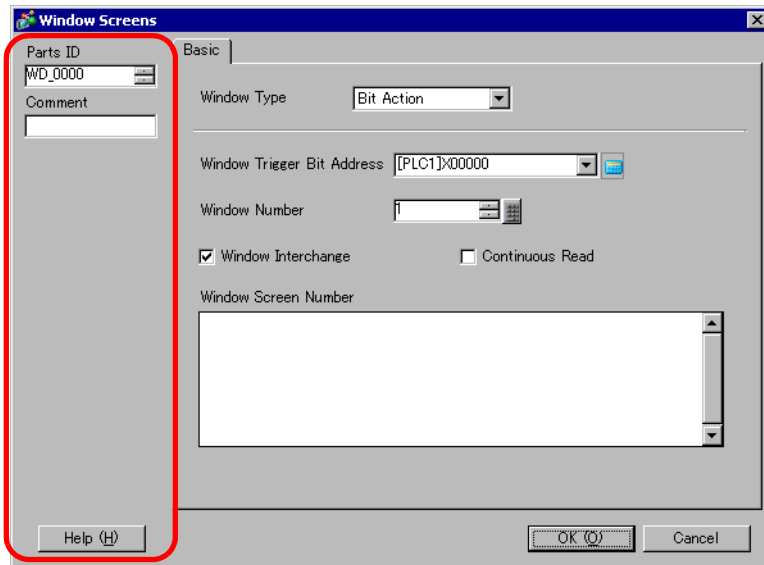 Window Screens
Parts ID
WD_0000
Comment
Help (H)
Basic
Window Type
Bit Action
Window Trigger Bit Address
[PLC1]X00000
Window Number
1
Window Interchange
Continuous Read
Window Screen Number
OK (O)
Cancel